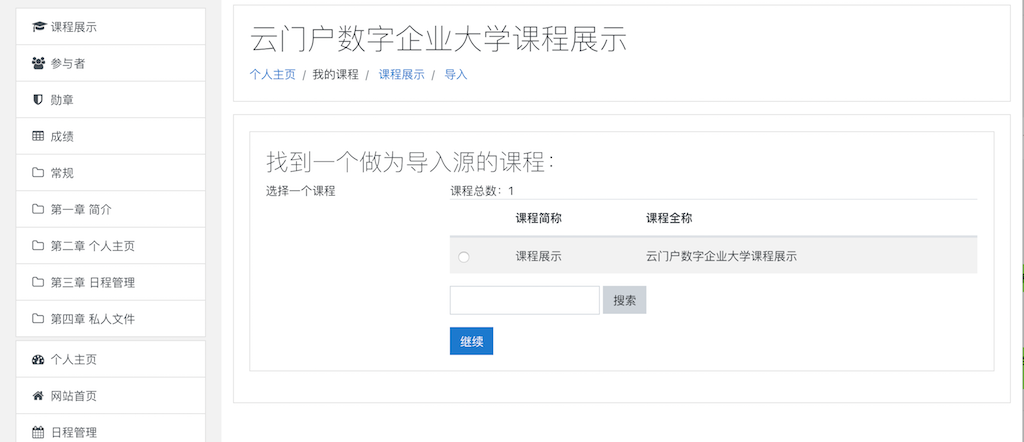 课程展示
参与者
勋章
成绩
常规
第一章 简介
第二章 个人主页
第三章 日程管理
第四章 私人文件
个人主页
网站首页
日程管理
云门户数字企业大学课程展示
个人主页 / 我的课程 / 课程展示 / 导入
找到一个做为导入源的课程：
选择一个课程
课程总数：1
课程简称 课程全称
课程展示 云门户数字企业大学课程展示
搜索
继续